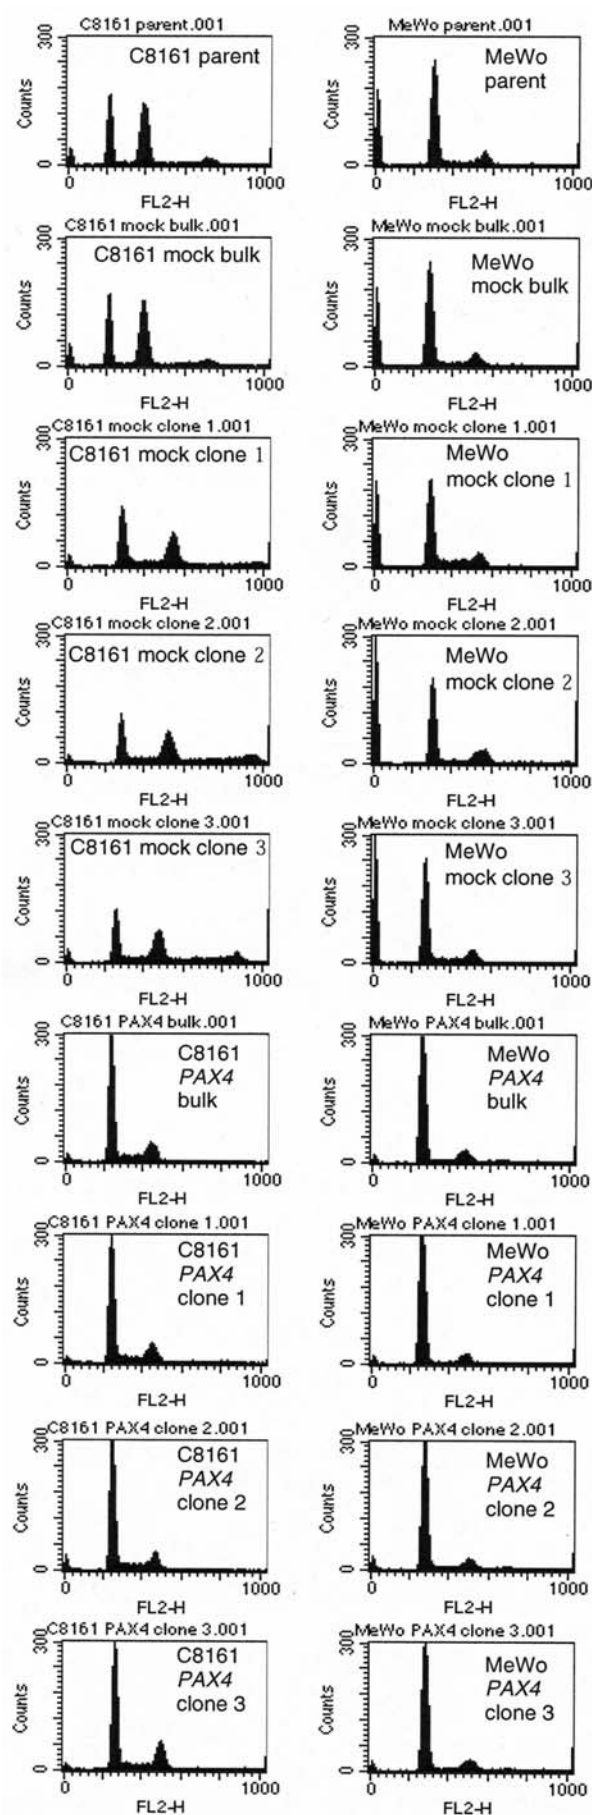 C8161 parent.001
300
C8161 parent
Counts
0
0
1000
FL2-H
MeWo parent.001
300
MeWo
parent
Counts
0
0
1000
FL2-H
C8161 mock bulk.001
300
C8161 mock bulk
Counts
0
0
1000
FL2-H
MeWo mock bulk.001
300
MeWo
mock bulk
Counts
0
0
1000
FL2-H
C8161 mock clone 1.001
300
C8161 mock clone 1
Counts
0
0
1000
FL2-H
MeWo mock clone 1.001
300
MeWo
mock clone 1
Counts
0
0
1000
FL2-H
C8161 mock clone 2.001
300
C8161 mock clone 2
Counts
0
0
1000
FL2-H
MeWo mock clone 2.001
300
MeWo
mock clone 2
Counts
0
0
1000
FL2-H
C8161 mock clone 3.001
300
C8161 mock clone 3
Counts
0
0
1000
FL2-H
MeWo mock clone 3.001
300
MeWo
mock clone 3
Counts
0
0
1000
FL2-H
C8161 PAX4 bulk.001
300
C8161
PAX4
bulk
Counts
0
0
1000
FL2-H
MeWo PAX4 bulk.001
300
MeWo
PAX4
bulk
Counts
0
0
1000
FL2-H
C8161 PAX4 clone 1.001
300
C8161
PAX4
clone 1
Counts
0
0
1000
FL2-H
MeWo PAX4 clone 1.001
300
MeWo
PAX4
clone 1
Counts
0
0
1000
FL2-H
C8161 PAX4 clone 2.001
300
C8161
PAX4
clone 2
Counts
0
0
1000
FL2-H
MeWo PAX4 clone 2.001
300
MeWo
PAX4
clone 2
Counts
0
0
1000
FL2-H
C8161 PAX4 clone 3.001
300
C8161
PAX4
clone 3
Counts
0
0
1000
FL2-H
MeWo PAX4 clone 3.001
300
MeWo
PAX4
clone 3
Counts
0
0
1000
FL2-H